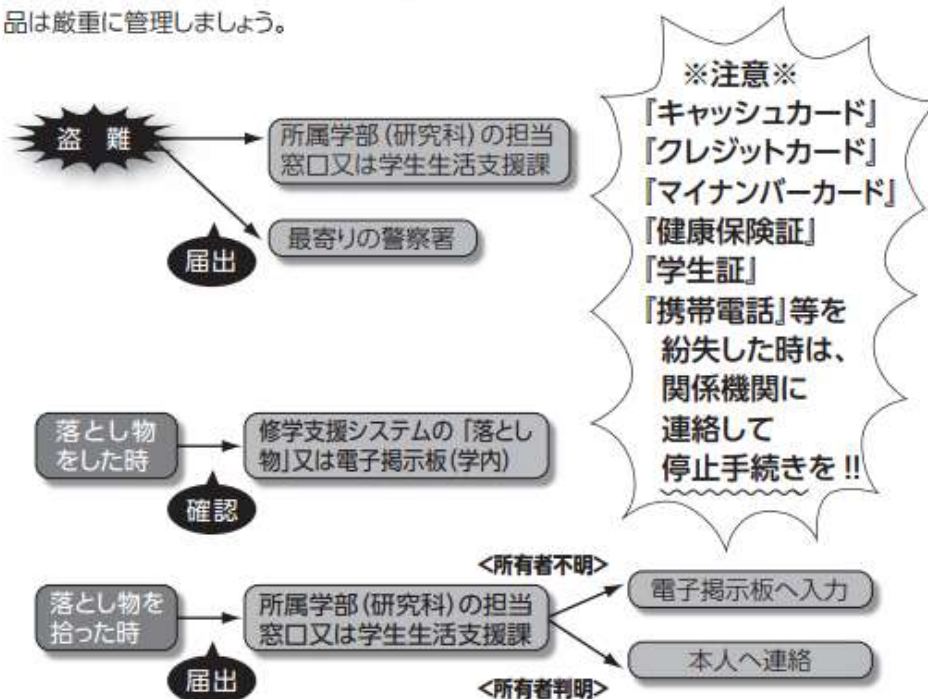 品は厳重に管理しましょう。
盗 難
所属学部(研究科)の担当
窓口又は学生生活支援課
最寄りの警察署
届出
※注意※
『キャッシュカード』
『クレジットカード』
『マイナンバーカード』
『健康保険証』
『学生証』
『携帯電話』等を
紛失した時は、
関係機関に
連絡して
停止手続きを!!
落とし物
をした時
修学支援システムの「落とし
物」又は電子掲示板(学内)
確認
落とし物を
拾った時
所属学部(研究科)の担当
窓口又は学生生活支援課
届出
<所有者不明>
電子掲示板へ入力
本人へ連絡
<所有者判明>